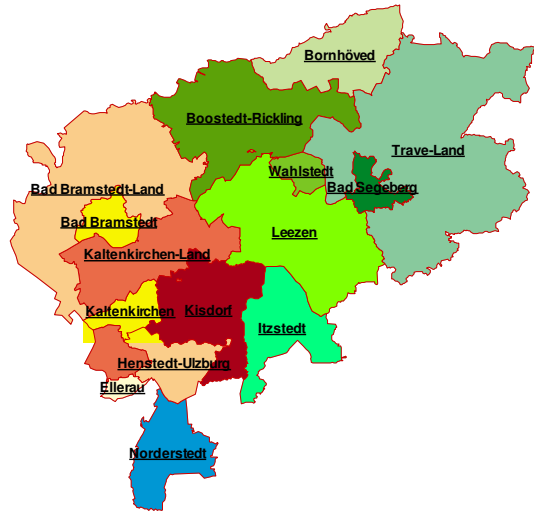 Bornhöved
Boostedt-Rickling
Trave-Land
Wahlstedt
Bad Segeberg
Bad Bramstedt-Land
Bad Bramstedt
Leezen
Kaltenkirchen-Land
Kaltenkirchen
Kisdorf
Itzstedt
Henstedt-Ulzburg
Ellerau
Norderstedt